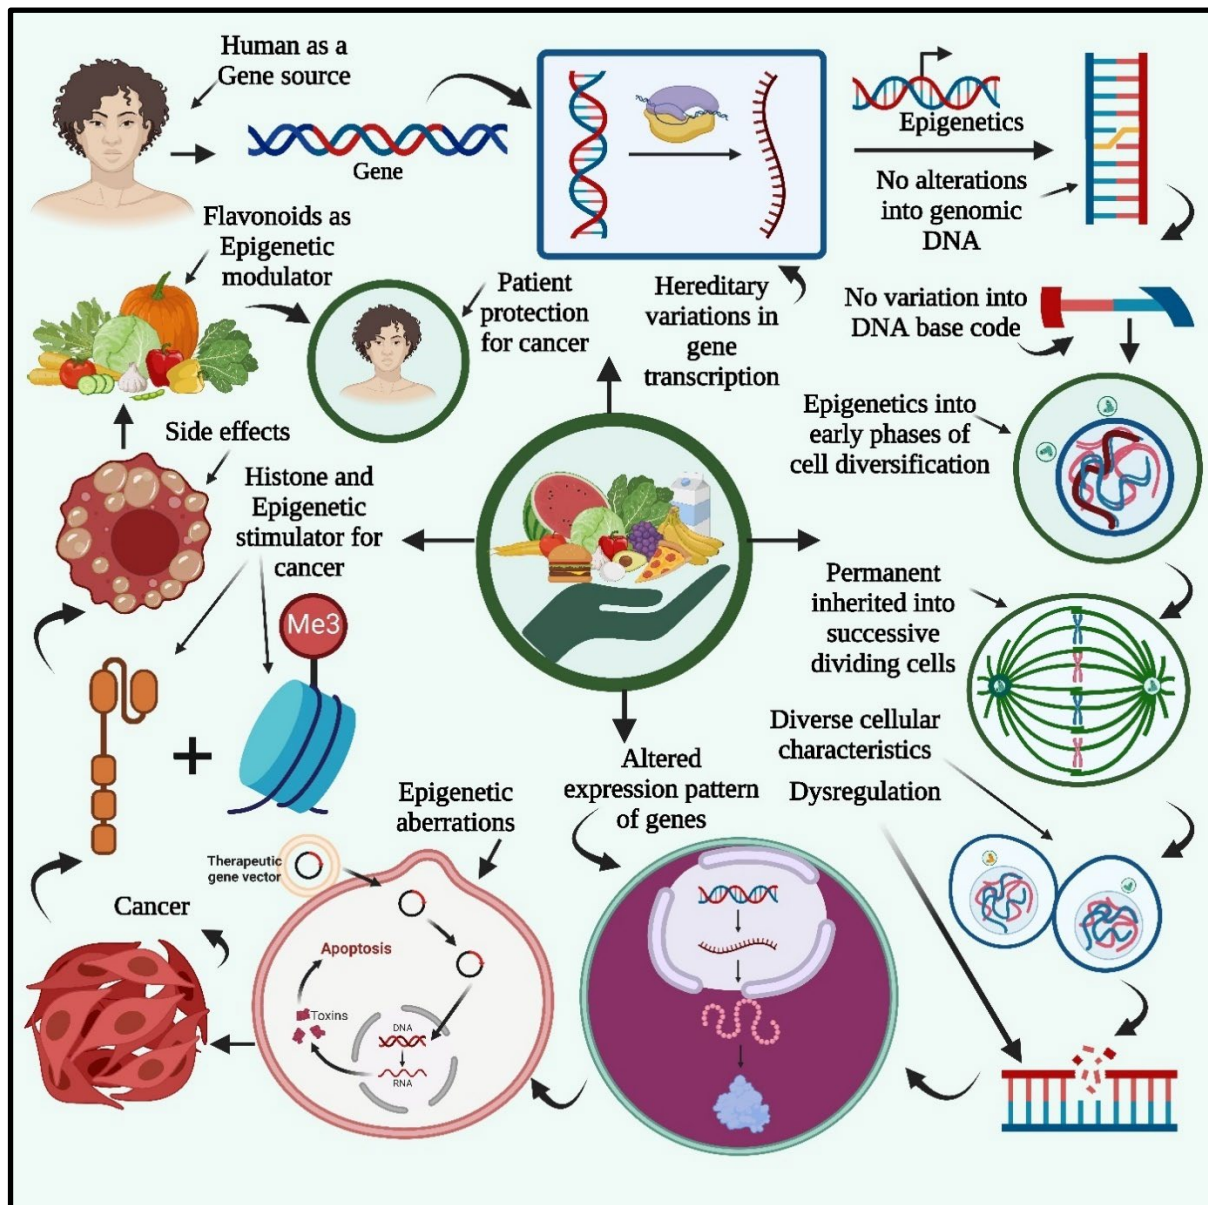 Human as a
Gene source
Gene
Epigenetics
No alterations
into genomic
DNA
Flavonoids as
Epigenetic
modulator
Patient
protection
for cancer
Hereditary
variations in
gene
transcription
No variation into
DNA base code
Epigenetics into
early phases of
cell diversification
Side effects
Histone and
Epigenetic
stimulator for
cancer
Me3
Permanent
inherited into
successive
dividing cells
Diverse cellular
characteristics
Dysregulation
Altered
expression pattern
of genes
Epigenetic
aberrations
Therapeutic
gene vector
Apoptosis
Toxins
DNA
RNA
Cancer